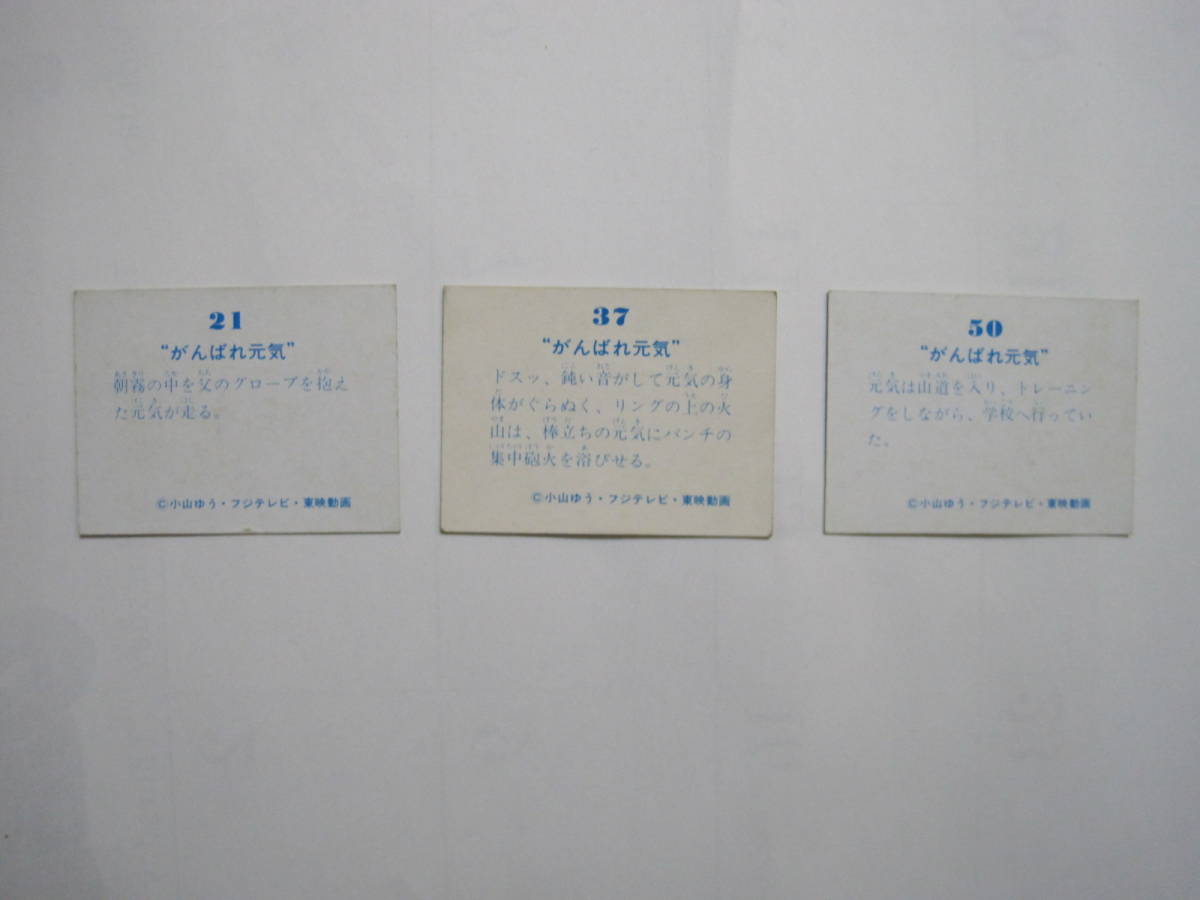 21
“がんばれ元気”
朝霧の中を父のグローブを抱え
た元気が走る。
©小山ゆう・フジテレビ・東映動画
37
“がんばれ元気”
ドスッ、鈍い音がして元気の身
体がぐらぬく、リングの上の火
山は、棒立ちの元気にパンチの
集中砲火を浴びせる。
©小山ゆう・フジテレビ・東映動画
50
“がんばれ元気”
元気は山道を入り、トレーニン
グをしながら、学校へ行ってい
た。
©小山ゆう・フジテレビ・東映動画